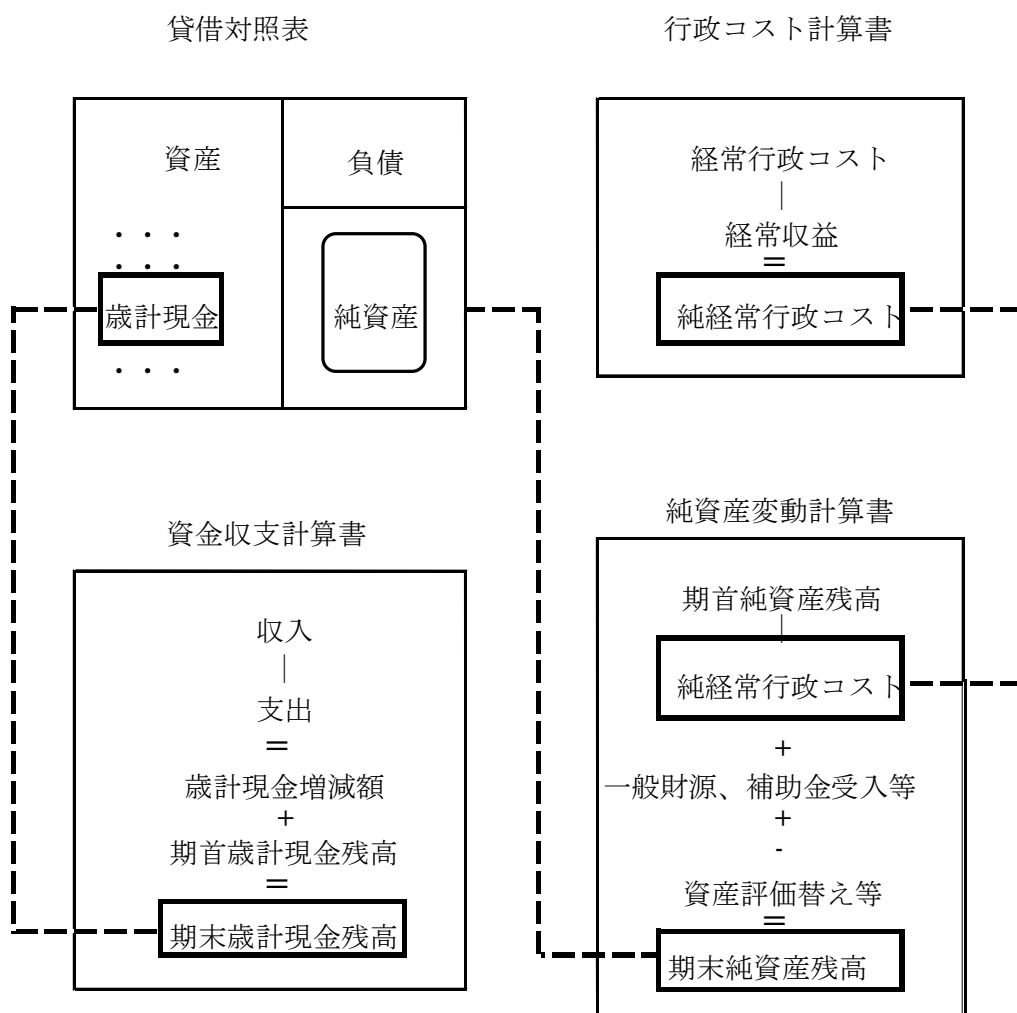 貸借対照表
資産
負債
・・・
・・・
歳計現金
純資産
・・・
行政コスト計算書
経常行政コスト
｜
経常収益
＝
純経常行政コスト
資金収支計算書
収入
｜
支出
＝
歳計現金増減額
+
期首歳計現金残高
＝
期末歳計現金残高
純資産変動計算書
期首純資産残高
｜
純経常行政コスト
+
一般財源、補助金受入等
+
-
資産評価替え等
＝
期末純資産残高